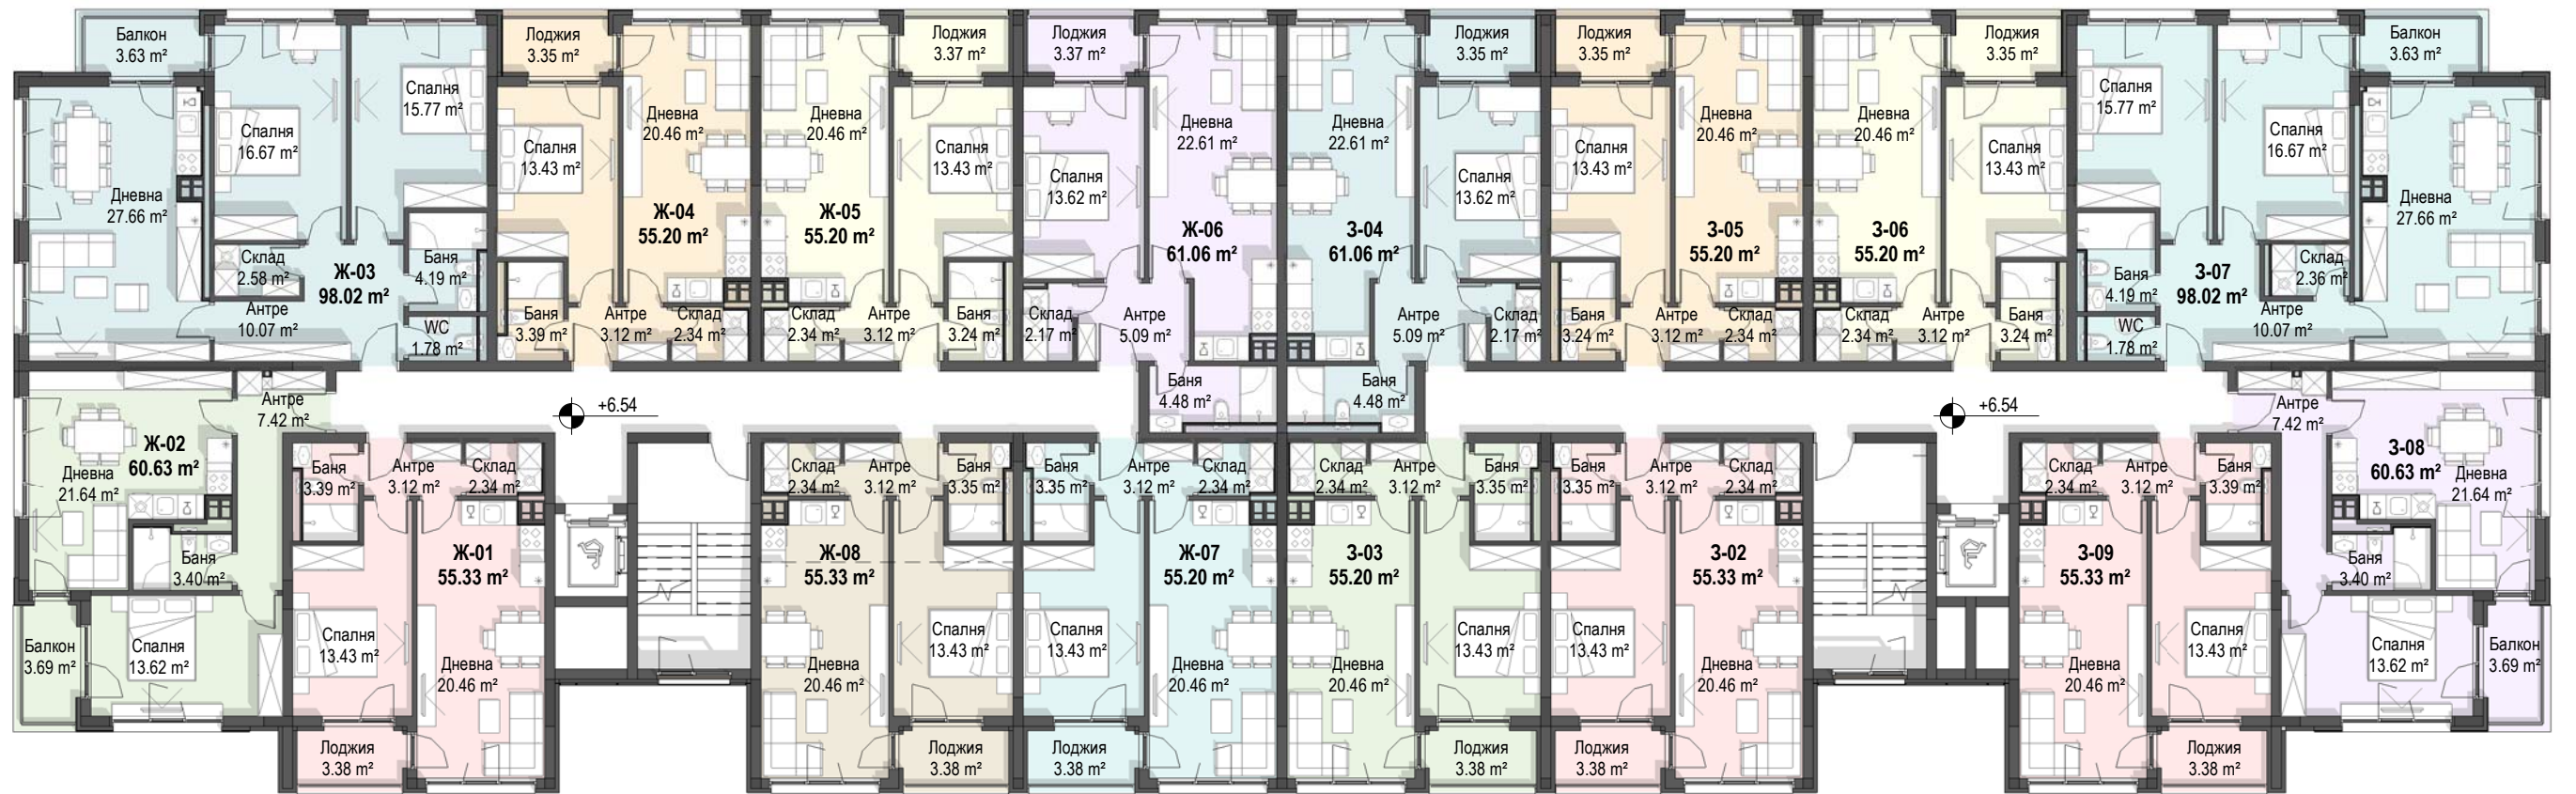 Балкон
3.63 m²
Спалня
16.67 m²
Спалня
15.77 m²
Дневна
27.66 m²
Склад
2.58 m²
Ж-03
98.02 m²
Баня
4.19 m²
Антре
10.07 m²
WC
1.78 m²
Лоджия
3.35 m²
Спалня
13.43 m²
Дневна
20.46 m²
Ж-04
55.20 m²
Баня
3.39 m²
Антре
3.12 m²
Склад
2.34 m²
Дневна
20.46 m²
Лоджия
3.37 m²
Спалня
13.43 m²
Ж-05
55.20 m²
Склад
2.34 m²
Антре
3.12 m²
Баня
3.24 m²
Лоджия
3.37 m²
Спалня
13.62 m²
Дневна
22.61 m²
Ж-06
61.06 m²
Склад
2.17 m²
Антре
5.09 m²
Баня
4.48 m²
Дневна
22.61 m²
Лоджия
3.35 m²
Спалня
13.62 m²
З-04
61.06 m²
Антре
5.09 m²
Склад
2.17 m²
Баня
4.48 m²
Лоджия
3.35 m²
Спалня
13.43 m²
Дневна
20.46 m²
З-05
55.20 m²
Баня
3.24 m²
Антре
3.12 m²
Склад
2.34 m²
Дневна
20.46 m²
Лоджия
3.35 m²
Спалня
13.43 m²
З-06
55.20 m²
Склад
2.34 m²
Антре
3.12 m²
Баня
3.24 m²
Спалня
15.77 m²
Спалня
16.67 m²
Балкон
3.63 m²
Дневна
27.66 m²
Баня
4.19 m²
З-07
98.02 m²
Склад
2.36 m²
Антре
10.07 m²
WC
1.78 m²
+6.54
+6.54
Антре
7.42 m²
Ж-02
60.63 m²
Дневна
21.64 m²
Баня
3.40 m²
Балкон
3.69 m²
Спалня
13.62 m²
Баня
3.39 m²
Антре
3.12 m²
Склад
2.34 m²
Ж-01
55.33 m²
Спалня
13.43 m²
Дневна
20.46 m²
Лоджия
3.38 m²
Склад
2.34 m²
Антре
3.12 m²
Баня
3.35 m²
Ж-08
55.33 m²
Дневна
20.46 m²
Спалня
13.43 m²
Лоджия
3.38 m²
Баня
3.35 m²
Антре
3.12 m²
Склад
2.34 m²
Ж-07
55.20 m²
Спалня
13.43 m²
Дневна
20.46 m²
Лоджия
3.38 m²
Склад
2.34 m²
Антре
3.12 m²
Баня
3.35 m²
З-03
55.20 m²
Дневна
20.46 m²
Спалня
13.43 m²
Лоджия
3.38 m²
Баня
3.35 m²
Антре
3.12 m²
Склад
2.34 m²
З-02
55.33 m²
Спалня
13.43 m²
Дневна
20.46 m²
Лоджия
3.38 m²
Склад
2.34 m²
Антре
3.12 m²
Баня
3.39 m²
З-09
55.33 m²
Дневна
20.46 m²
Спалня
13.43 m²
Лоджия
3.38 m²
Антре
7.42 m²
З-08
60.63 m²
Дневна
21.64 m²
Баня
3.40 m²
Спалня
13.62 m²
Балкон
3.69 m²